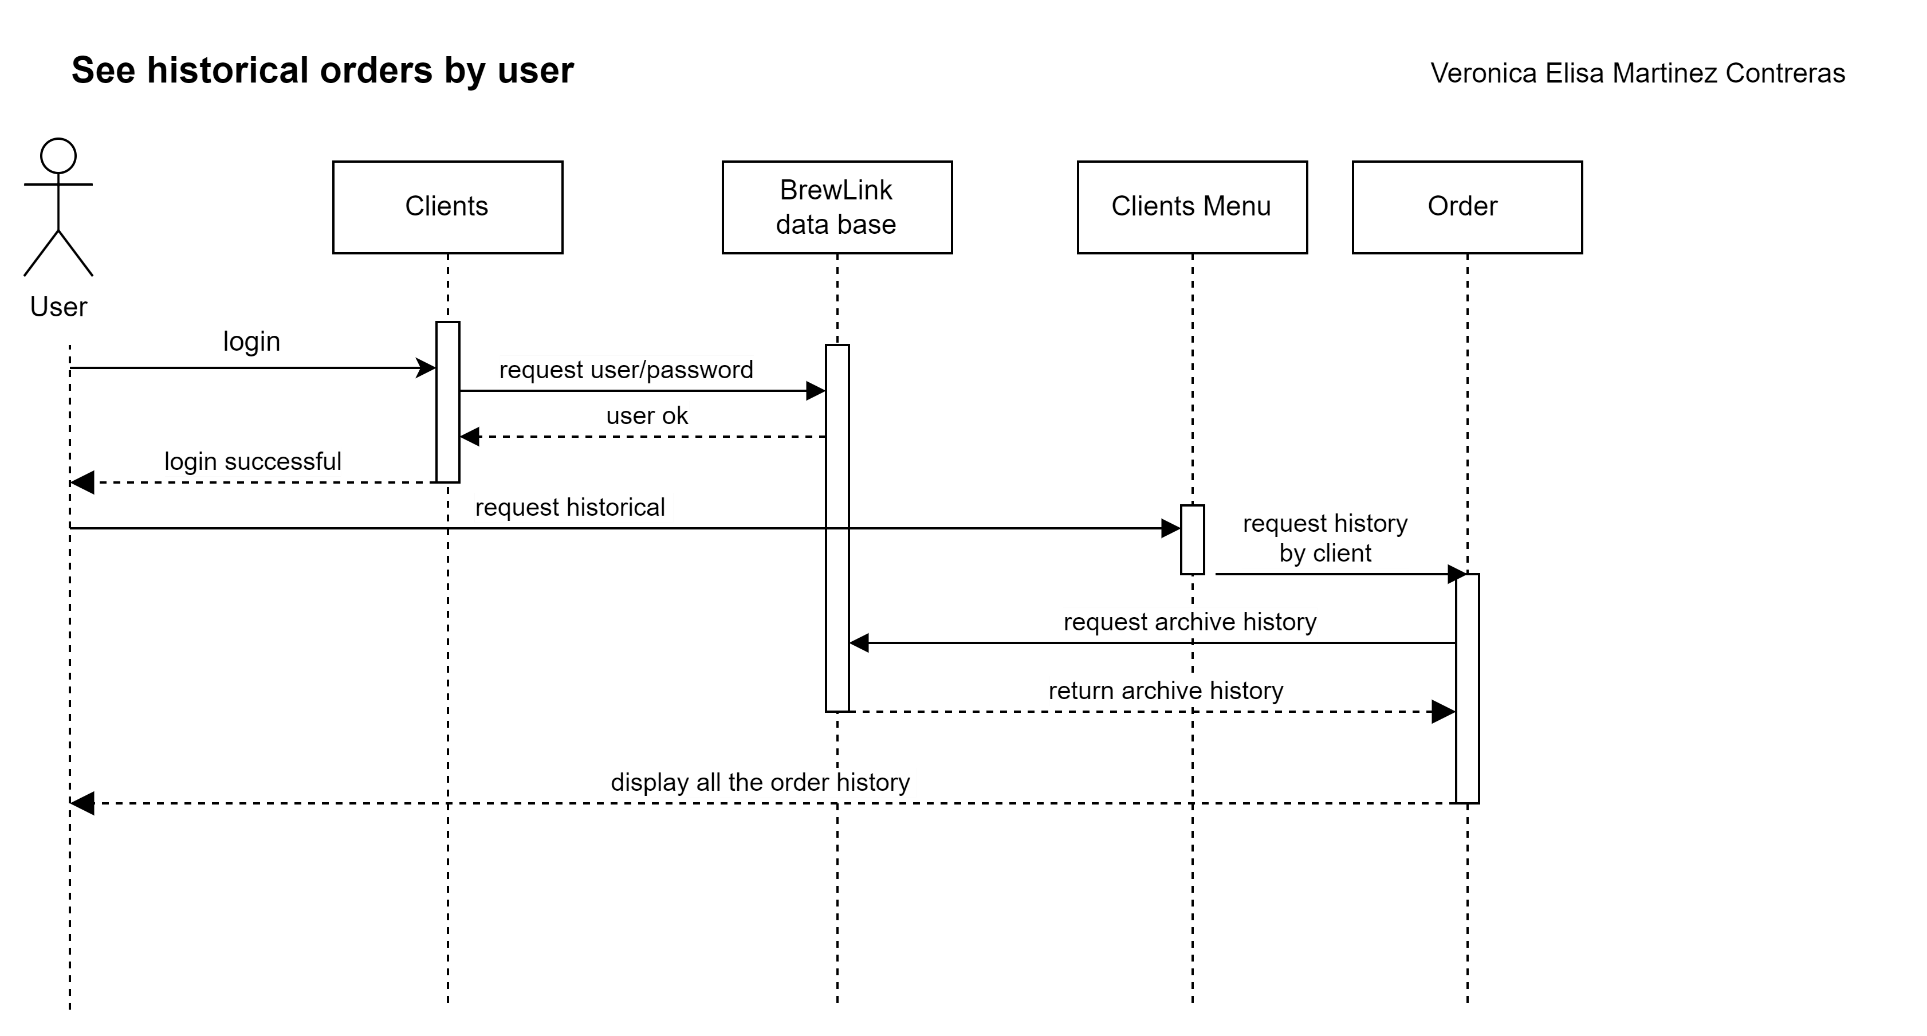 See historical orders by user
Veronica Elisa Martinez Contreras
Clients
BrewLink
data base
Clients Menu
Order
User
login
request user/password
user ok
login successful
request historical
request history
by client
request archive history
return archive history
display all the order history